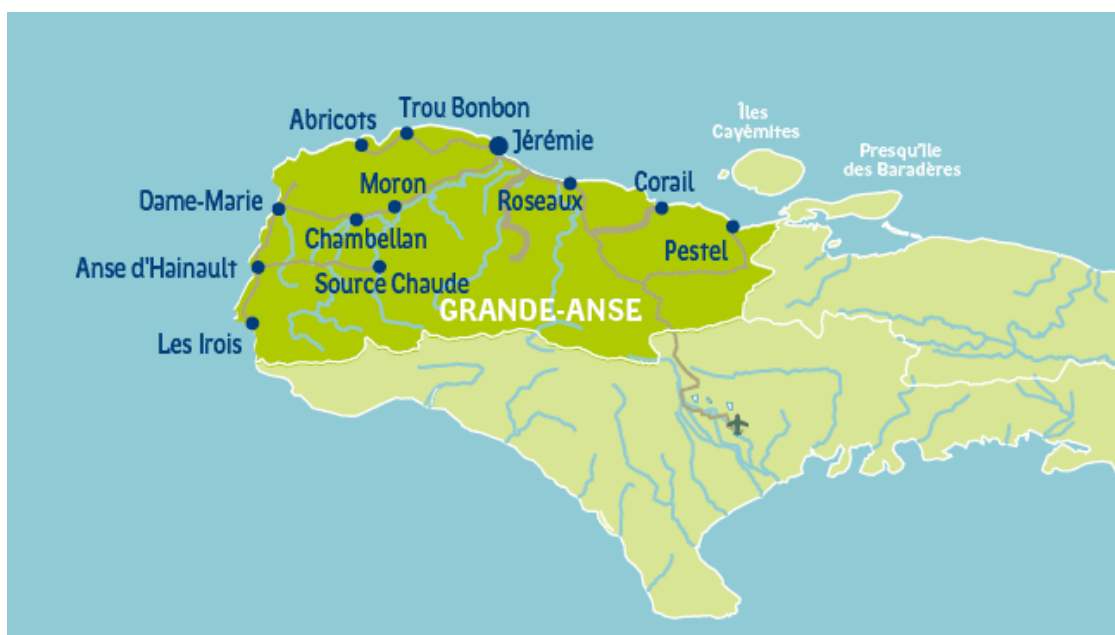 Trou Bonbon
Abricots
Jérémie
Îles
Cayèmites
Presqu'île
des Baradères
Moron
Corail
Dame-Marie
Roseaux
Chambellan
Pestel
Anse d'Hainault
Source Chaude
GRANDE-ANSE
Les Irois